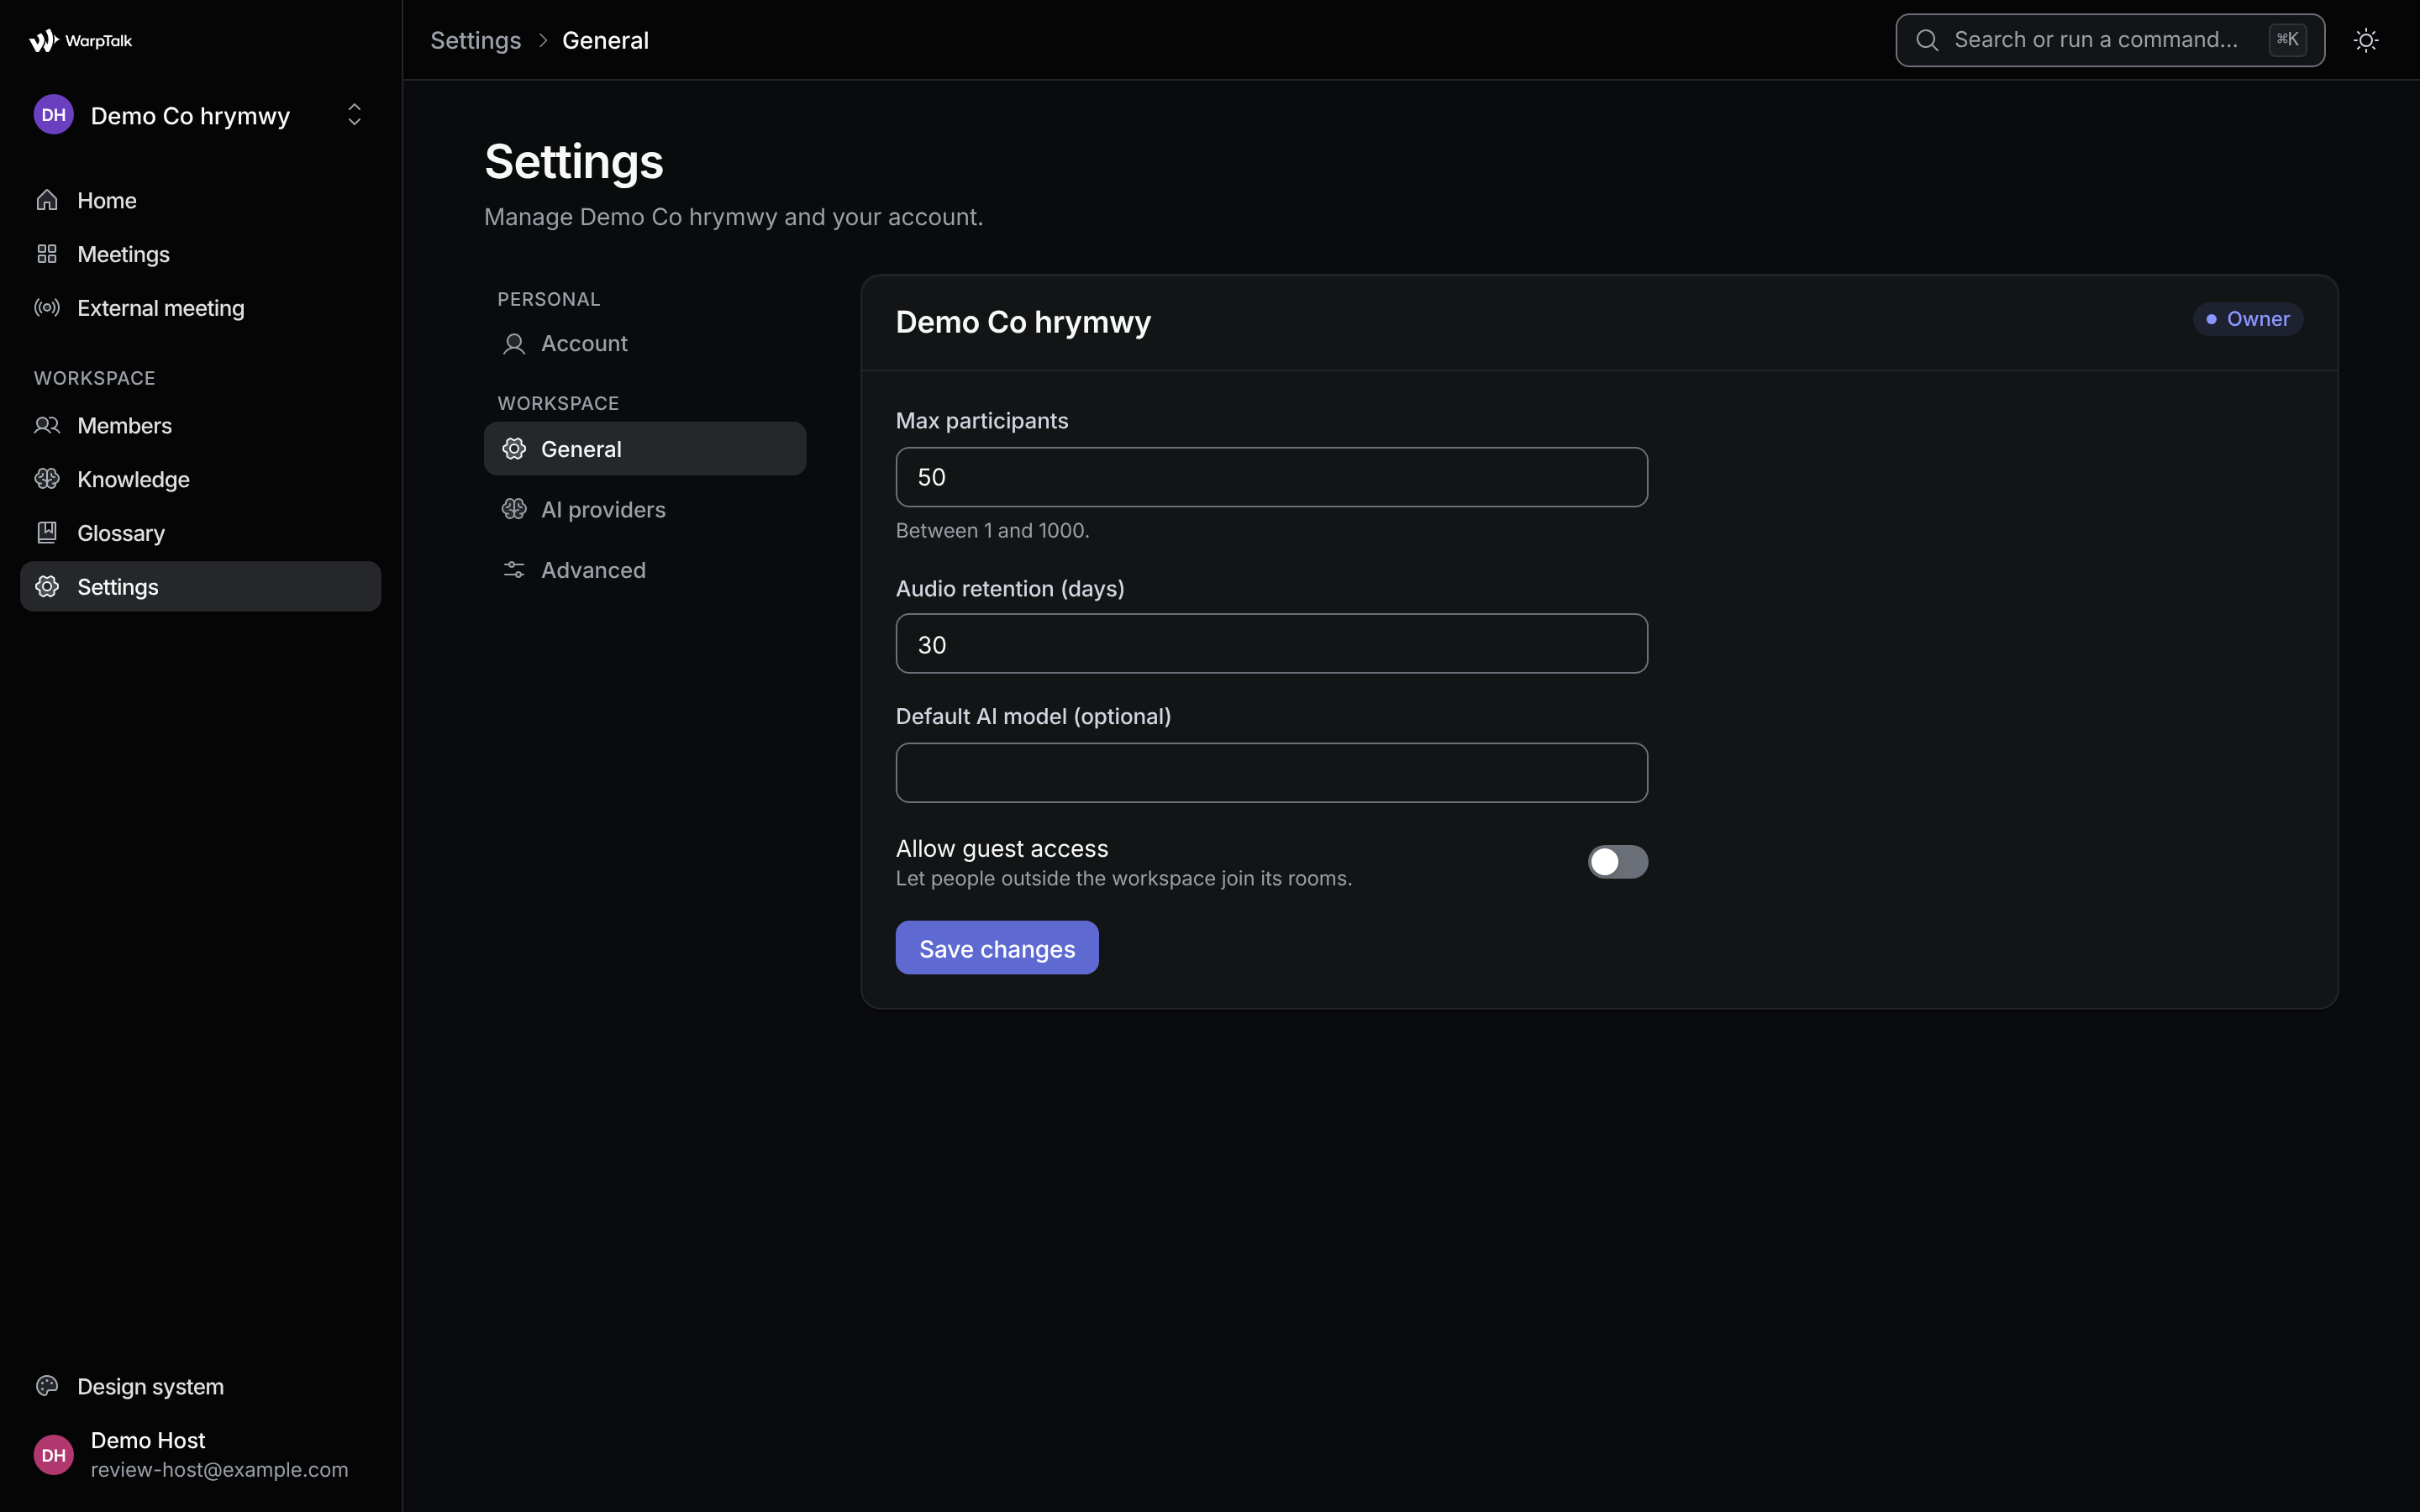 WarpTalk
DH Demo Co hrymwy
Home
Meetings
External meeting
WORKSPACE
Members
Knowledge
Glossary
Settings
Design system
DH Demo Host
review-host@example.com
Settings > General
Search or run a command... ⌘K
Settings
Manage Demo Co hrymwy and your account.
PERSONAL
Account
WORKSPACE
General
AI providers
Advanced
Demo Co hrymwy
Owner
Max participants
50
Between 1 and 1000.
Audio retention (days)
30
Default AI model (optional)
Allow guest access
Let people outside the workspace join its rooms.
Save changes